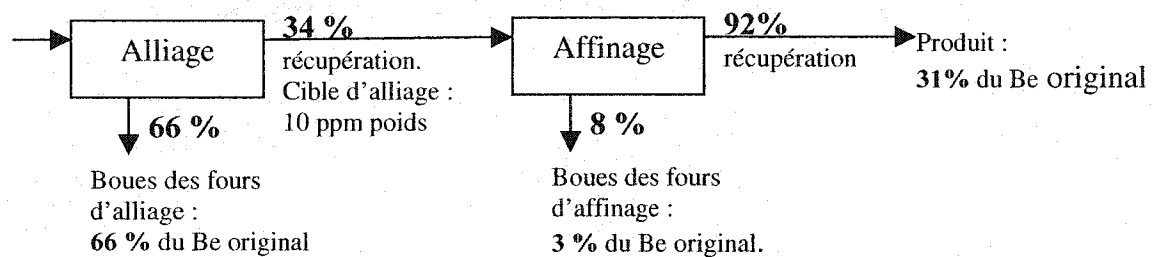 Alliage
34 %
récupération.
Cible d'alliage :
10 ppm poids
66 %
Boues des fours
d'alliage :
66 % du Be original
Affinage
92%
récupération
8 %
Boues des fours
d'affinage :
3 % du Be original.
Produit :
31% du Be original